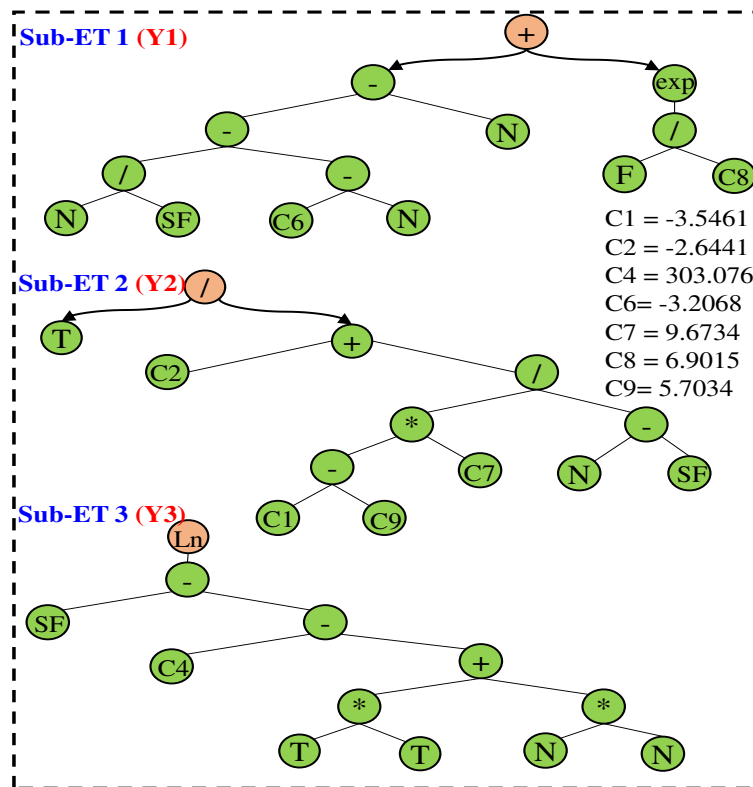 Sub-ET 1 (Y1)
+
-
exp
-
N
/
/
-
F
C8
N
SF
C6
N
C1 = -3.5461
C2 = -2.6441
C4 = 303.076
C6= -3.2068
C7 = 9.6734
C8 = 6.9015
C9= 5.7034
Sub-ET 2 (Y2)
/
T
+
C2
/
*
-
-
C7
N
SF
C1
C9
Sub-ET 3 (Y3)
Ln
-
SF
-
C4
+
*
*
T
T
N
N